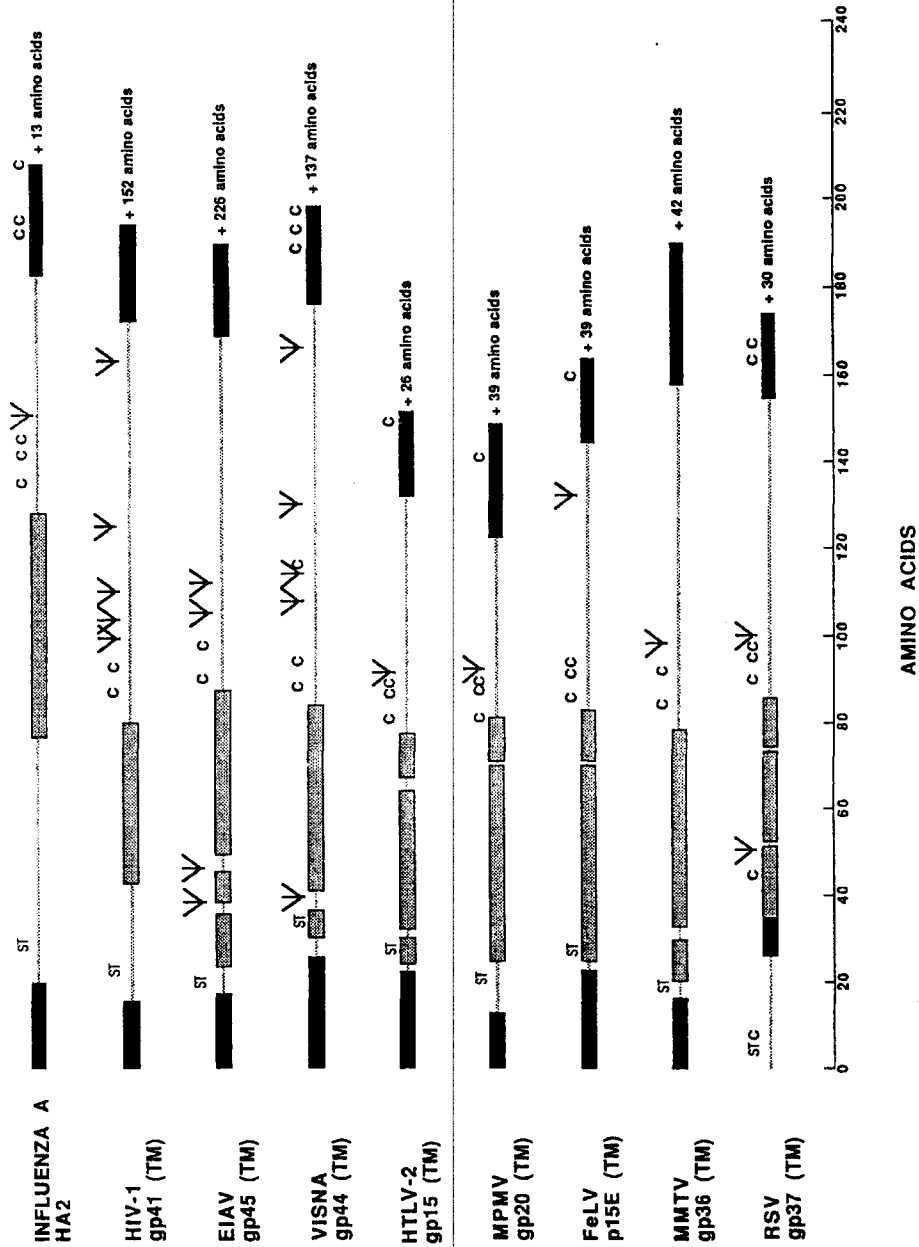 INFLUENZA A
HA2
ST
C C C
C C
C
+ 13 amino acids
HIV-1
gp41 (TM)
ST
C C
+ 152 amino acids
EIAV
gp45 (TM)
ST
C C
+ 226 amino acids
VISNA
gp44 (TM)
ST
C C
C
C C C
+ 137 amino acids
HTLV-2
gp15 (TM)
ST
C CC
C
+ 26 amino acids
MPMV
gp20 (TM)
ST
C CC
C
+ 39 amino acids
FeLV
p15E (TM)
ST
C CC
C
+ 39 amino acids
MMTV
gp36 (TM)
ST
C C
+ 42 amino acids
RSV
gp37 (TM)
ST C
C
C CC
C C
+ 30 amino acids
0 20 40 60 80 100 120 140 160 180 200 220 240
AMINO ACIDS